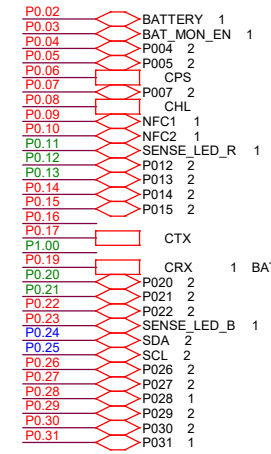 P0.02 BATTERY 1
P0.03 BAT_MON_EN 1
P0.04 P004 2
P0.05 P005 2
P0.06 CPS
P0.07 P007 2
P0.08 CHL
P0.09 NFC1 1
P0.10 NFC2 1
P0.11 SENSE_LED_R 1
P0.12 P012 2
P0.13 P013 2
P0.14 P014 2
P0.15 P015 2
P0.16
P0.17 CTX
P1.00
P0.19 CRX 1 BAT
P0.20 P020 2
P0.21 P021 2
P0.22 P022 2
P0.23 SENSE_LED_B 1
P0.24 SDA 2
P0.25 SCL 2
P0.26 P026 2
P0.27 P027 2
P0.28 P028 1
P0.29 P029 2
P0.30 P030 2
P0.31 P031 1